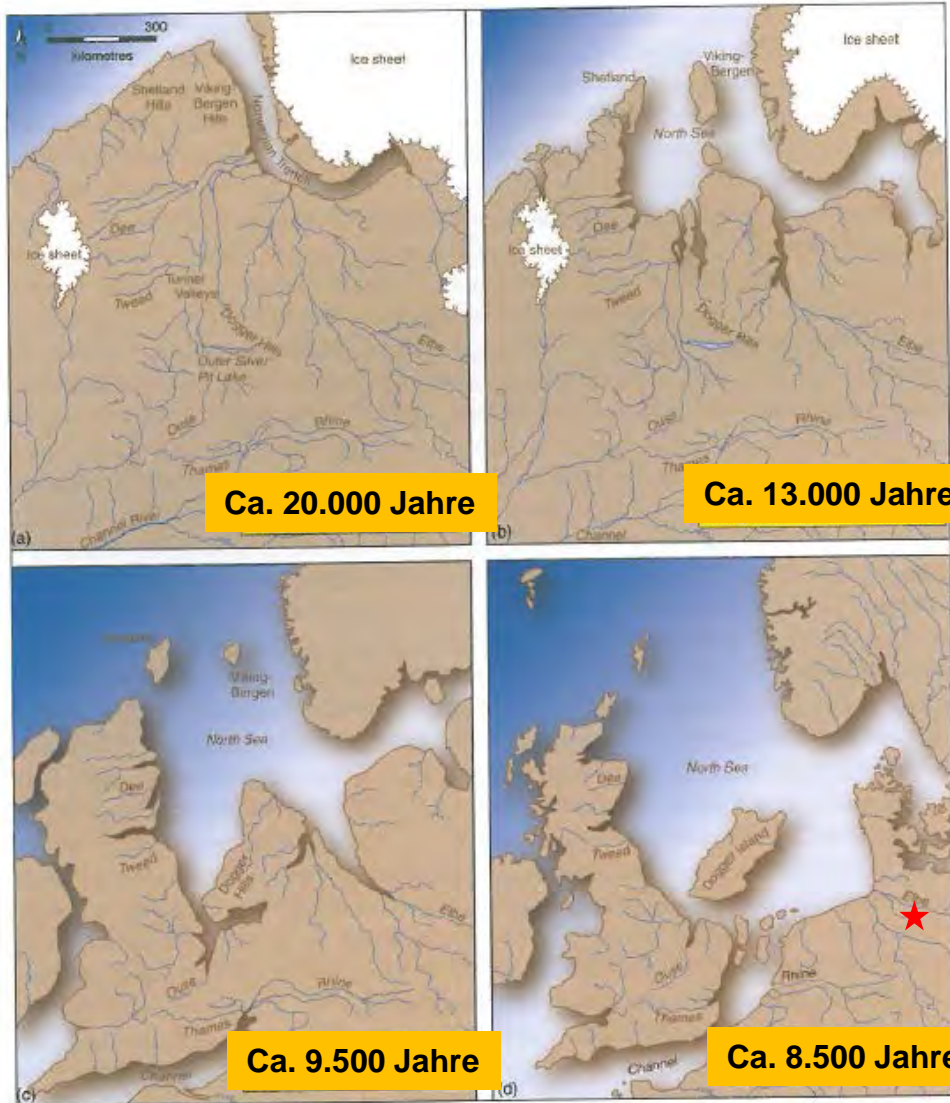 0 300
N kilometres
Ice sheet
Shetland Hills
Viking-Bergen Hills
Norwegian Trench
Dee
Ice sheet
Tweed
Tunnel Valleys
Dogger Hills
Elbe
Outer Silver Pit Lake
Ouse
Rhine
Thames
Channel River
(a)
Ca. 20.000 Jahre
Ice sheet
Viking-Bergen
Shetland
North Sea
Dee
Ice sheet
Tweed
Dogger Hills
Elbe
Ouse
Rhine
Thames
Channel
(b)
Ca. 13.000 Jahre
Viking-Bergen
North Sea
Dee
Tweed
Dogger Hills
Elbe
Ouse
Rhine
Thames
Channel
(c)
Ca. 9.500 Jahre
North Sea
Dee
Tweed
Dogger Island
Elbe
Ouse
Rhine
Thames
Channel
(d)
Ca. 8.500 Jahre